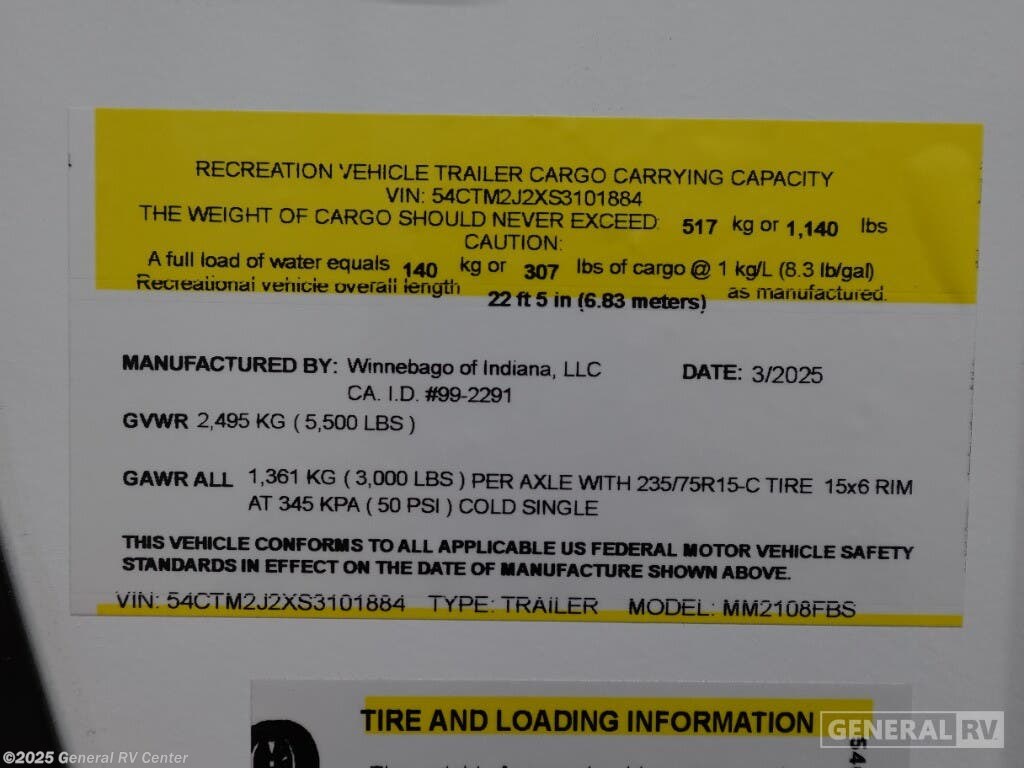 RECREATION VEHICLE TRAILER CARGO CARRYING CAPACITY
VIN: 54CTM2J2XS3101884
THE WEIGHT OF CARGO SHOULD NEVER EXCEED: 517 kg or 1,140 lbs
CAUTION:
A full load of water equals 140 kg or 307 lbs of cargo @ 1 kg/L (8.3 lb/gal)
Recreational vehicle overall length 22 ft 5 in (6.83 meters) as manufactured.
MANUFACTURED BY: Winnebago of Indiana, LLC DATE: 3/2025
CA. I.D. #99-2291
GVWR 2,495 KG ( 5,500 LBS )
GAWR ALL 1,361 KG ( 3,000 LBS ) PER AXLE WITH 235/75R15-C TIRE 15x6 RIM
AT 345 KPA ( 50 PSI ) COLD SINGLE
THIS VEHICLE CONFORMS TO ALL APPLICABLE US FEDERAL MOTOR VEHICLE SAFETY
STANDARDS IN EFFECT ON THE DATE OF MANUFACTURE SHOWN ABOVE.
VIN: 54CTM2J2XS3101884 TYPE: TRAILER MODEL: MM2108FBS
TIRE AND LOADING INFORMATION
54
GENERAL RV
©2025 General RV Center